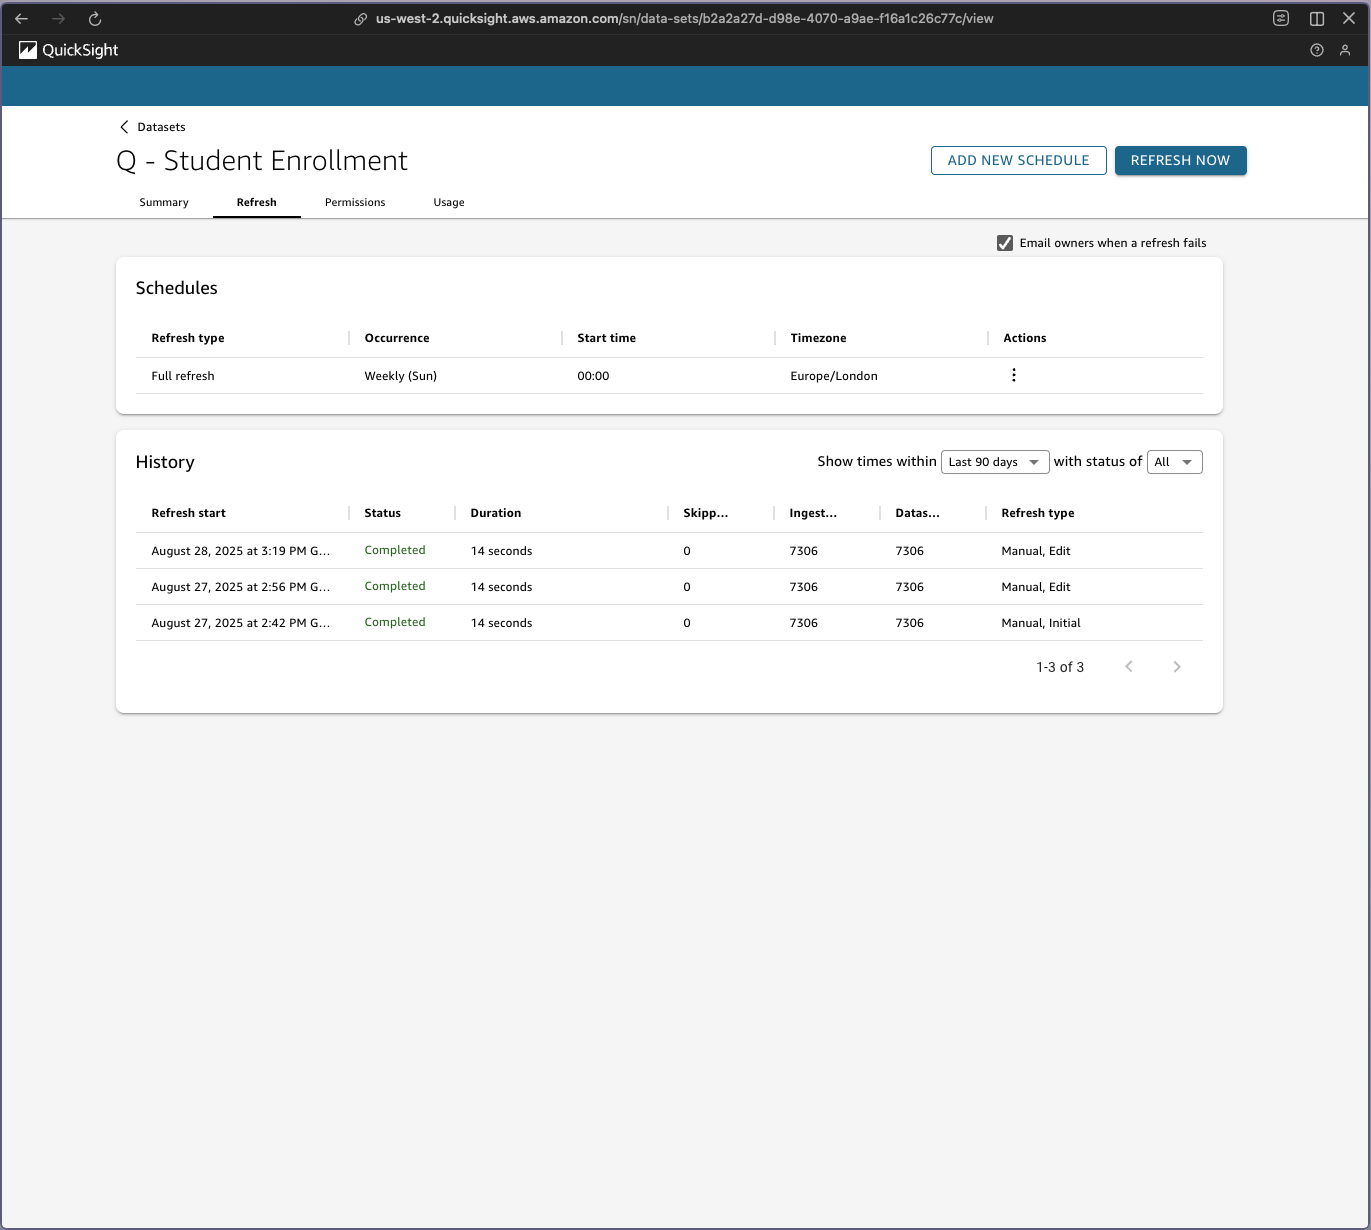 us-west-2.quicksight.aws.amazon.com/sn/data-sets/b2a2a27d-d98e-4070-a9ae-f16a1c26c77c/view
QuickSight
Datasets
Q - Student Enrollment
ADD NEW SCHEDULE
REFRESH NOW
Summary Refresh Permissions Usage
Email owners when a refresh fails
Schedules
Refresh type Occurrence Start time Timezone Actions
Full refresh Weekly (Sun) 00:00 Europe/London
History
Show times within Last 90 days with status of All
Refresh start Status Duration Skipp... Ingest... Datas... Refresh type
August 28, 2025 at 3:19 PM G... Completed 14 seconds 0 7306 7306 Manual, Edit
August 27, 2025 at 2:56 PM G... Completed 14 seconds 0 7306 7306 Manual, Edit
August 27, 2025 at 2:42 PM G... Completed 14 seconds 0 7306 7306 Manual, Initial
1-3 of 3